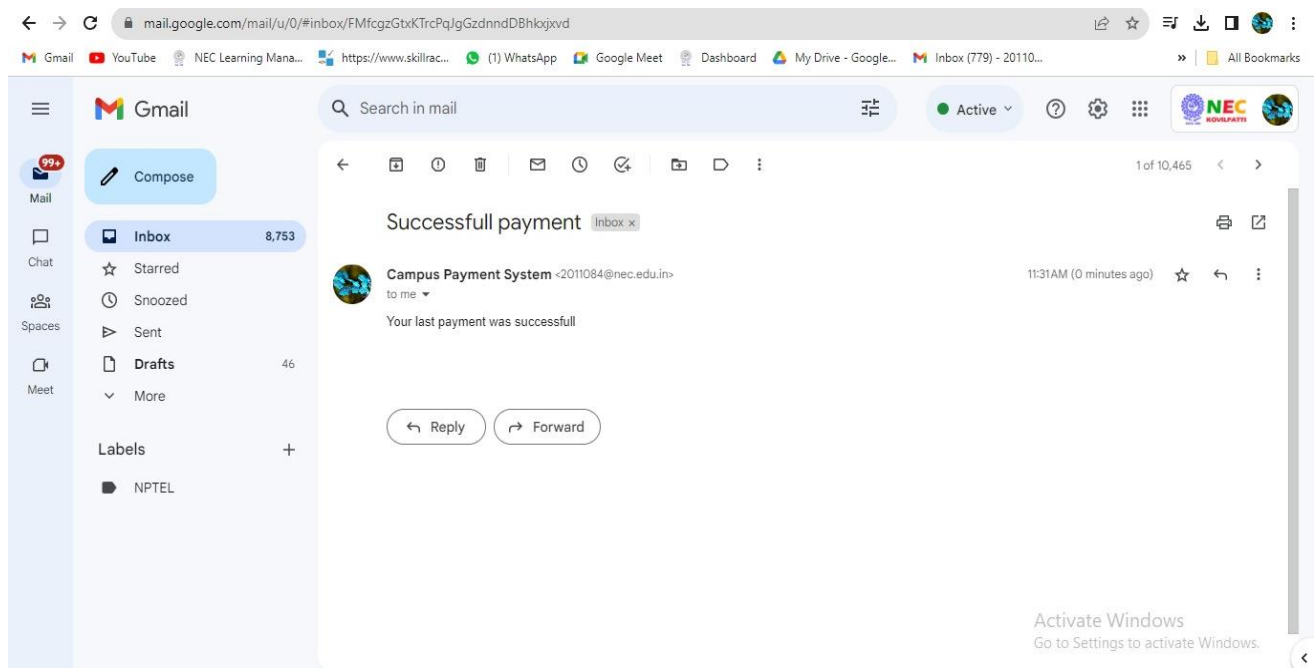 mail.google.com/mail/u/0/#inbox/FMfcgzGtxKTrcPqJgGzdnndDBhkxjxvd
Gmail YouTube NEC Learning Mana... https://www.skillrac... (1) WhatsApp Google Meet Dashboard My Drive - Google... Inbox (779) - 20110... » All Bookmarks
Gmail Search in mail Active NEC
KOVILPATTI
99+
Mail
Compose 1 of 10,465
Successfull payment Inbox x
Inbox 8,753
Chat
Starred Campus Payment System <2011084@nec.edu.in> 11:31 AM (0 minutes ago)
to me
Snoozed
Spaces
Your last payment was successfull
Sent
Drafts 46
Meet
More
Reply Forward
Labels +
NPTEL
Activate Windows
Go to Settings to activate Windows.